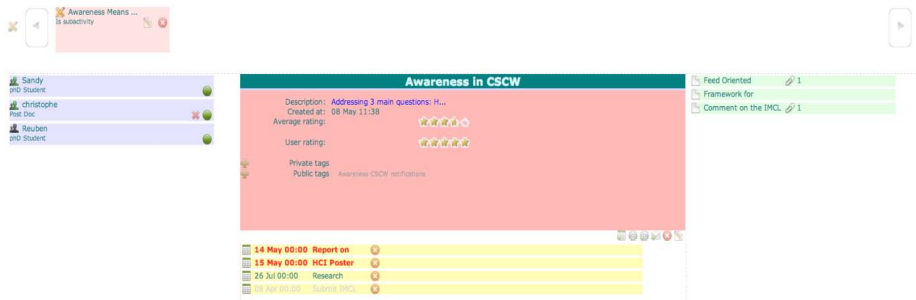 Awareness Means ...
Is subactivity
Sandy
phD Student
christophe
Post Doc
Reuben
phD Student
Awareness in CSCW
Description: Addressing 3 main questions: H...
Created at: 08 May 11:38
Average rating:
User rating:
Private tags
Public tags Awareness CSCW notifications
14 May 00:00 Report on
15 May 00:00 HCI Poster
26 Jul 00:00 Research
08 Apr 00:00 Submit IMCL
Feed Oriented 1
Framework for
Comment on the IMCL 1